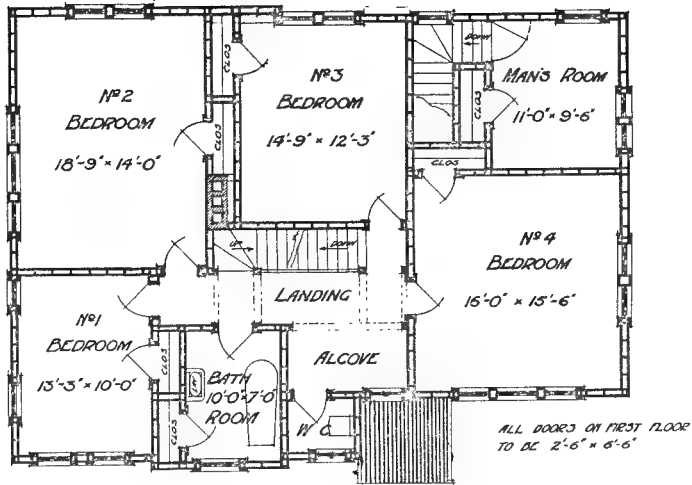 Nº 2
BEDROOM
18'-9" × 14'-0"
CLOS
CLOS
Nº 3
BEDROOM
14'-9" × 12'-3"
DOWN
MAN'S ROOM
11'-0" × 9'-6"
CLOS
CLOS
Nº 4
BEDROOM
16'-0" × 15'-6"
UP
DOWN
LANDING
ALCOVE
Nº 1
BEDROOM
13'-3" × 10'-0"
CLOS
CLOS
LAV
BATH
10'-0" × 7'-0"
ROOM
W C
ALL DOORS ON FIRST FLOOR
TO BE 2'-6" × 6'-6"